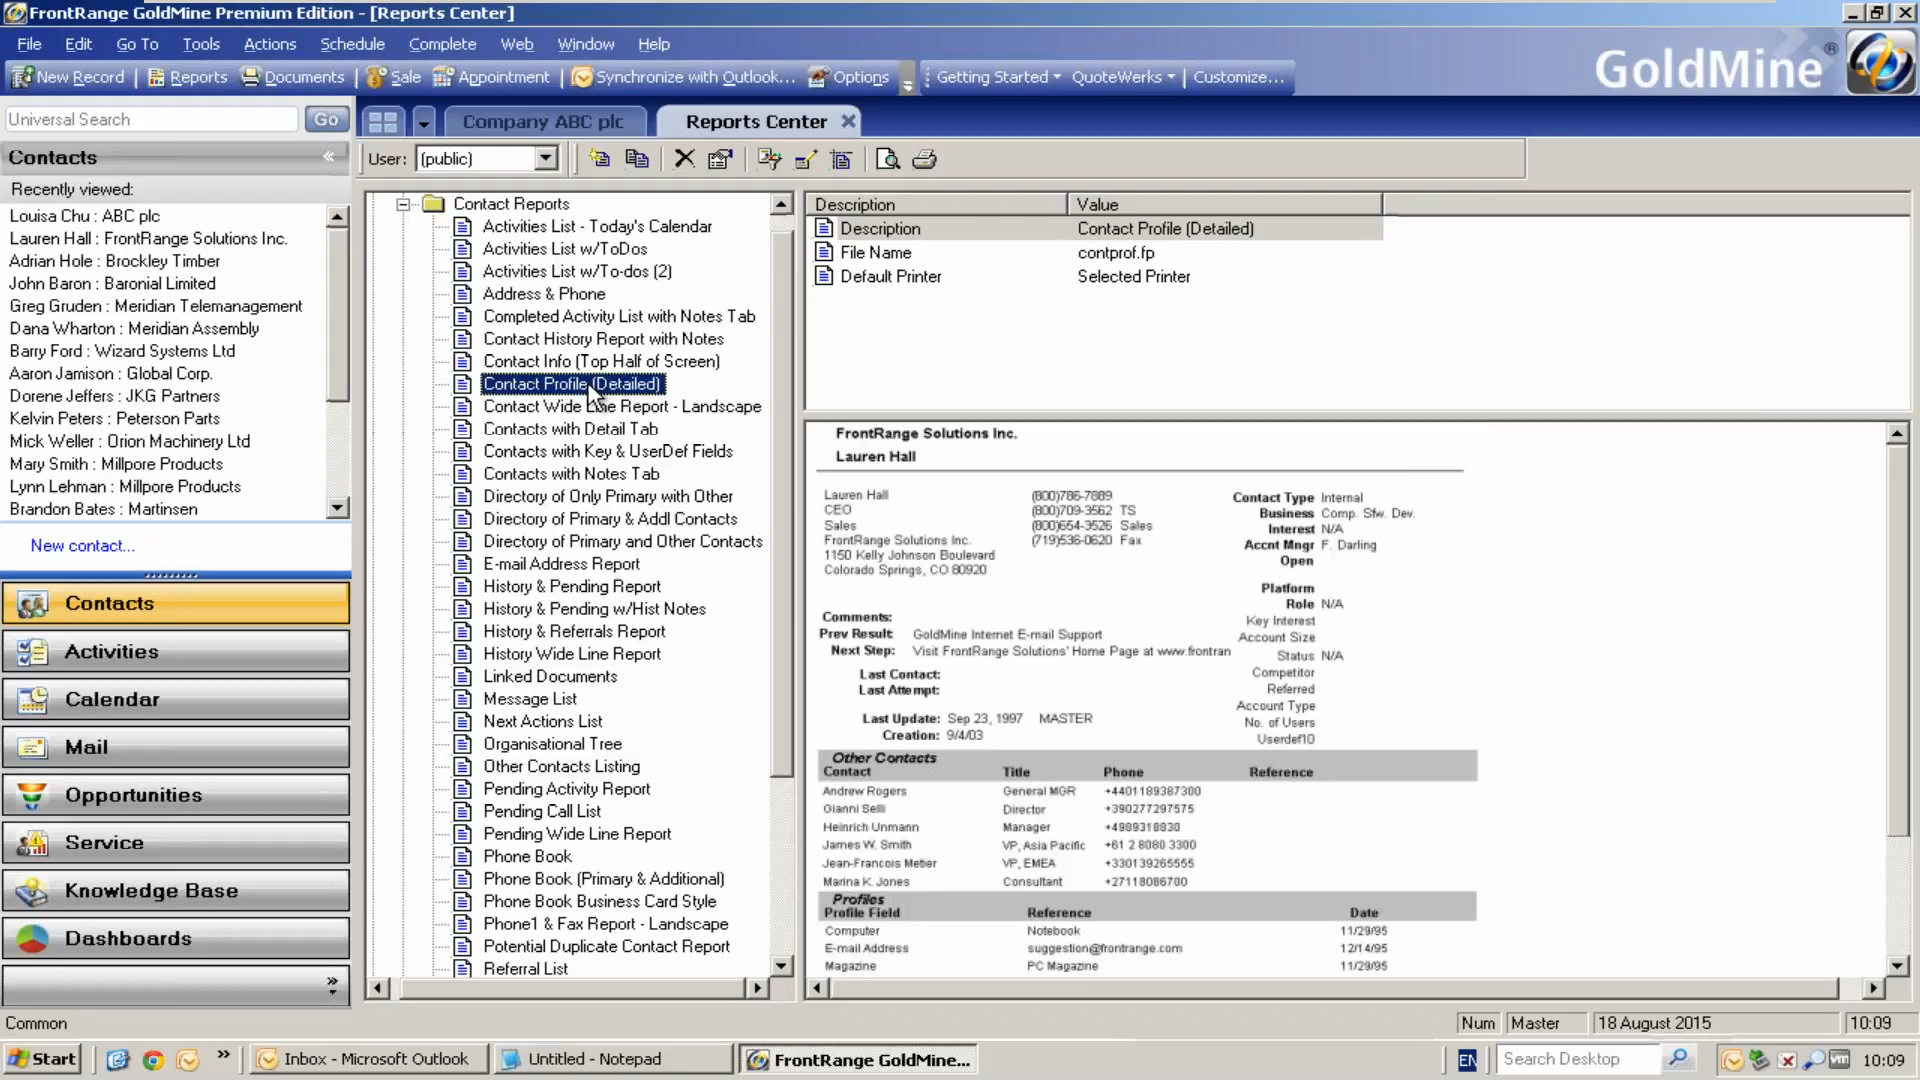 FrontRange GoldMine Premium Edition - [Reports Center]
File Edit Go To Tools Actions Schedule Complete Web Window Help
New Record Reports Documents Sale Appointment Synchronize with Outlook... Options Getting Started QuoteWerks Customize...
GoldMine ®
Universal Search Go
Company ABC plc Reports Center
Contacts
User: (public)
Recently viewed:
Louisa Chu : ABC plc
Lauren Hall : FrontRange Solutions Inc.
Adrian Hole : Brockley Timber
John Baron : Baronial Limited
Greg Gruden : Meridian Telemanagement
Dana Wharton : Meridian Assembly
Barry Ford : Wizard Systems Ltd
Aaron Jamison : Global Corp.
Dorene Jeffers : JKG Partners
Kelvin Peters : Peterson Parts
Mick Weller : Orion Machinery Ltd
Mary Smith : Millpore Products
Lynn Lehman : Millpore Products
Brandon Bates : Martinsen
New contact...
Contacts
Activities
Calendar
Mail
Opportunities
Service
Knowledge Base
Dashboards
Contact Reports
Activities List - Today's Calendar
Activities List w/ToDos
Activities List w/To-dos (2)
Address & Phone
Completed Activity List with Notes Tab
Contact History Report with Notes
Contact Info (Top Half of Screen)
Contact Profile (Detailed)
Contact Wide Line Report - Landscape
Contacts with Detail Tab
Contacts with Key & UserDef Fields
Contacts with Notes Tab
Directory of Only Primary with Other
Directory of Primary & Addl Contacts
Directory of Primary and Other Contacts
E-mail Address Report
History & Pending Report
History & Pending w/Hist Notes
History & Referrals Report
History Wide Line Report
Linked Documents
Message List
Next Actions List
Organisational Tree
Other Contacts Listing
Pending Activity Report
Pending Call List
Pending Wide Line Report
Phone Book
Phone Book (Primary & Additional)
Phone Book Business Card Style
Phone1 & Fax Report - Landscape
Potential Duplicate Contact Report
Referral List
Description Value
Description Contact Profile (Detailed)
File Name contprof.fp
Default Printer Selected Printer
FrontRange Solutions Inc.
Lauren Hall
Lauren Hall (800)786-7889 Contact Type Internal
CEO (800)709-3562 TS Business Comp. Sfw. Dev.
Sales (800)654-3526 Sales Interest N/A
FrontRange Solutions Inc. (719)536-0620 Fax Accnt Mngr F. Darling
1150 Kelly Johnson Boulevard Open
Colorado Springs, CO 80920
Platform
Role N/A
Comments: Key Interest
Prev Result: GoldMine Internet E-mail Support Account Size
Next Step: Visit FrontRange Solutions' Home Page at www.frontran Status N/A
Last Contact: Competitor
Last Attempt: Referred
Account Type
Last Update: Sep 23, 1997 MASTER No. of Users
Creation: 9/4/03 Userdef10
Other Contacts
Contact Title Phone Reference
Andrew Rogers General MGR +4401189387300
Gianni Selli Director +390277297575
Heinrich Unmann Manager +4989318830
James W. Smith VP, Asia Pacific +61 2 8080 3300
Jean-Francois Metier VP, EMEA +330139265555
Marina K. Jones Consultant +27118086700
Profiles
Profile Field Reference Date
Computer Notebook 11/29/95
E-mail Address suggestion@frontrange.com 12/14/95
Magazine PC Magazine 11/29/95
Common Num Master 18 August 2015 10:09
Start Inbox - Microsoft Outlook Untitled - Notepad FrontRange GoldMine... EN Search Desktop 10:09